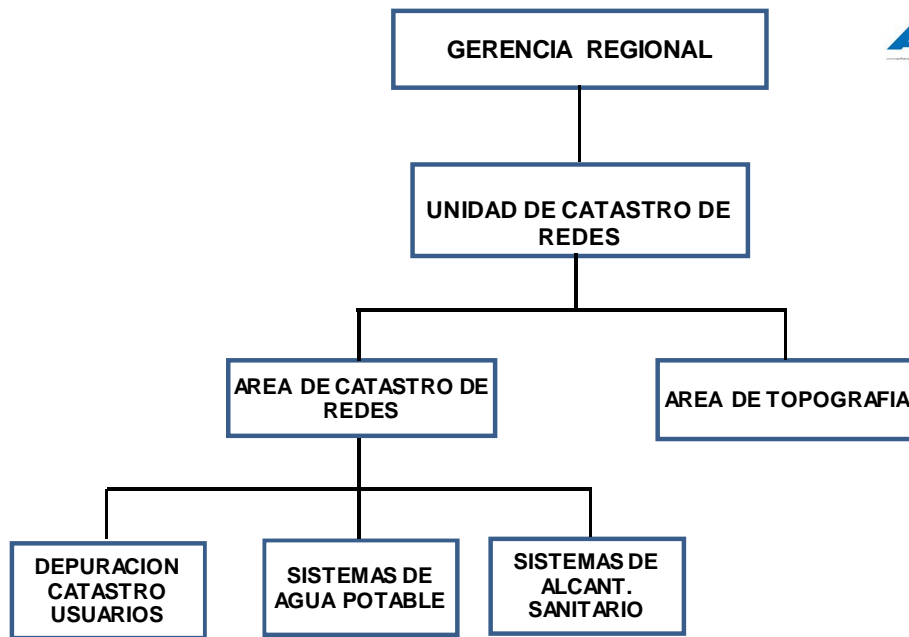 GERENCIA REGIONAL
UNIDAD DE CATASTRO DE
REDES
AREA DE CATASTRO DE
REDES
AREA DE TOPOGRAFIA
DEPURACION
CATASTRO
USUARIOS
SISTEMAS DE
AGUA POTABLE
SISTEMAS DE
ALCANT.
SANITARIO